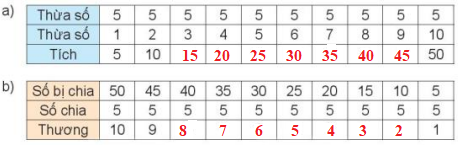 a)
Thừa số 5 5 5 5 5 5 5 5 5 5
Thừa số 1 2 3 4 5 6 7 8 9 10
Tích 5 10 15 20 25 30 35 40 45 50
b)
Số bị chia 50 45 40 35 30 25 20 15 10 5
Số chia 5 5 5 5 5 5 5 5 5 5
Thương 10 9 8 7 6 5 4 3 2 1